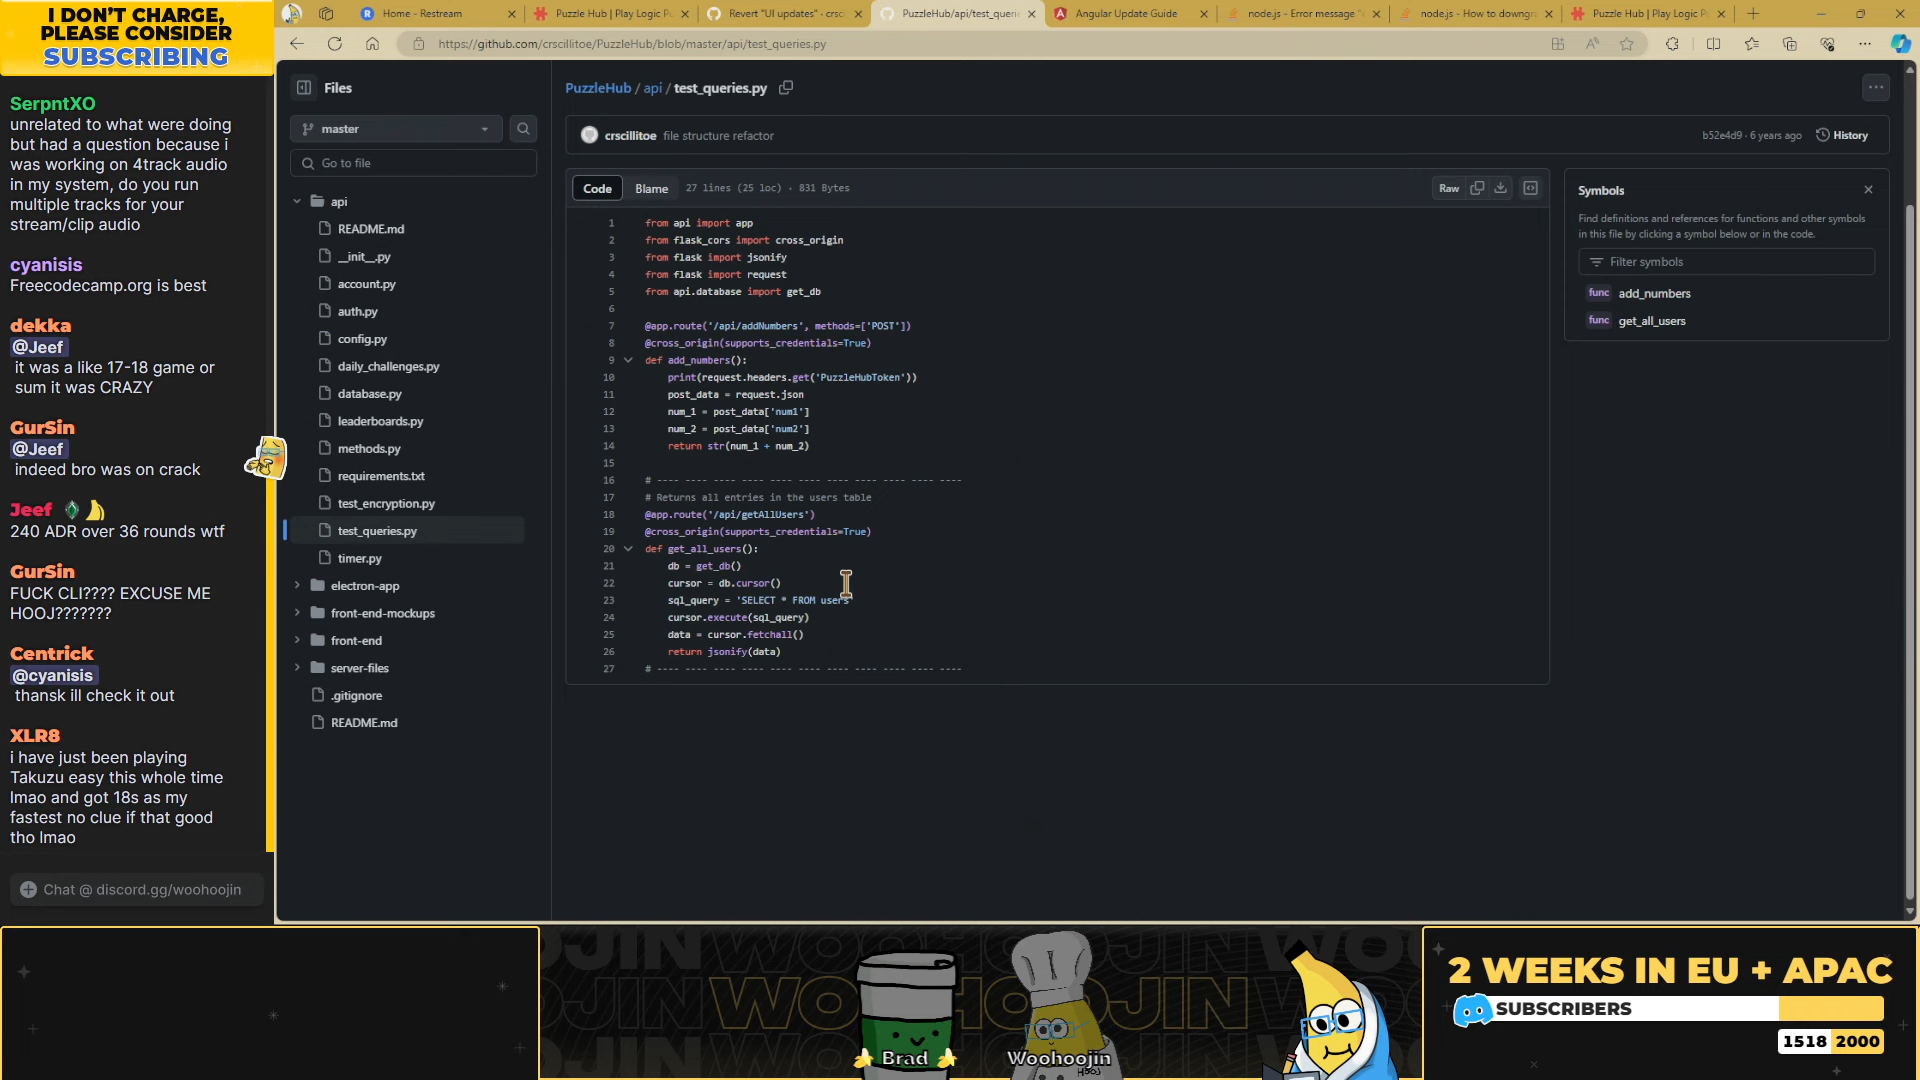 I DON'T CHARGE,
PLEASE CONSIDER
SUBSCRIBING
SerpntXO
unrelated to what were doing
but had a question because i
was working on 4track audio
in my system, do you run
multiple tracks for your
stream/clip audio
cyanisis
Freecodecamp.org is best
dekka
@Jeef
it was a like 17-18 game or
sum it was CRAZY
GurSin
@Jeef
indeed bro was on crack
Jeef
240 ADR over 36 rounds wtf
GurSin
FUCK CLI???? EXCUSE ME
HOOJ???????
Centrick
@cyanisis
thansk ill check it out
XLR8
i have just been playing
Takuzu easy this whole time
lmao and got 18s as my
fastest no clue if that good
tho lmao
Chat @ discord.gg/woohoojin
Home - Restream
Puzzle Hub | Play Logic Pu
Revert "UI updates" · crsc
PuzzleHub/api/test_querie
Angular Update Guide
node.js - Error message "e
node.js - How to downgr
Puzzle Hub | Play Logic P
https://github.com/crscillitoe/PuzzleHub/blob/master/api/test_queries.py
Files
master
Go to file
api
README.md
__init__.py
account.py
auth.py
config.py
daily_challenges.py
database.py
leaderboards.py
methods.py
requirements.txt
test_encryption.py
test_queries.py
timer.py
electron-app
front-end-mockups
front-end
server-files
.gitignore
README.md
PuzzleHub / api / test_queries.py
crscillitoe file structure refactor
b52e4d9 · 6 years ago History
Code Blame 27 lines (25 loc) · 831 Bytes Raw
1 from api import app
2 from flask_cors import cross_origin
3 from flask import jsonify
4 from flask import request
5 from api.database import get_db
6
7 @app.route('/api/addNumbers', methods=['POST'])
8 @cross_origin(supports_credentials=True)
9 def add_numbers():
10 print(request.headers.get('PuzzleHubToken'))
11 post_data = request.json
12 num_1 = post_data['num1']
13 num_2 = post_data['num2']
14 return str(num_1 + num_2)
15
16 # ---- ---- ---- ---- ---- ---- ---- ---- ---- ---- ----
17 # Returns all entries in the users table
18 @app.route('/api/getAllUsers')
19 @cross_origin(supports_credentials=True)
20 def get_all_users():
21 db = get_db()
22 cursor = db.cursor()
23 sql_query = 'SELECT * FROM users'
24 cursor.execute(sql_query)
25 data = cursor.fetchall()
26 return jsonify(data)
27 # ---- ---- ---- ---- ---- ---- ---- ---- ---- ---- ----
Symbols
Find definitions and references for functions and other symbols
in this file by clicking a symbol below or in the code.
Filter symbols
func add_numbers
func get_all_users
WOOHOOJIN
Brad
Woohoojin
HOOJ
2 WEEKS IN EU + APAC
SUBSCRIBERS
1518 2000